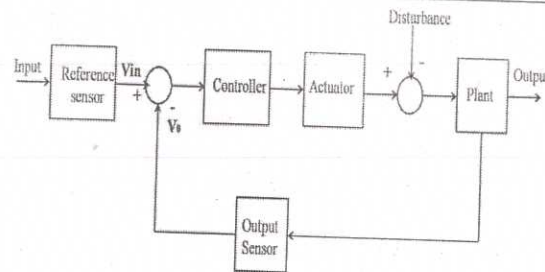 Disturbance
Input
Reference
sensor
Vin
+
-
V₀
Controller
Actuator
+
-
Plant
Output
Output
Sensor